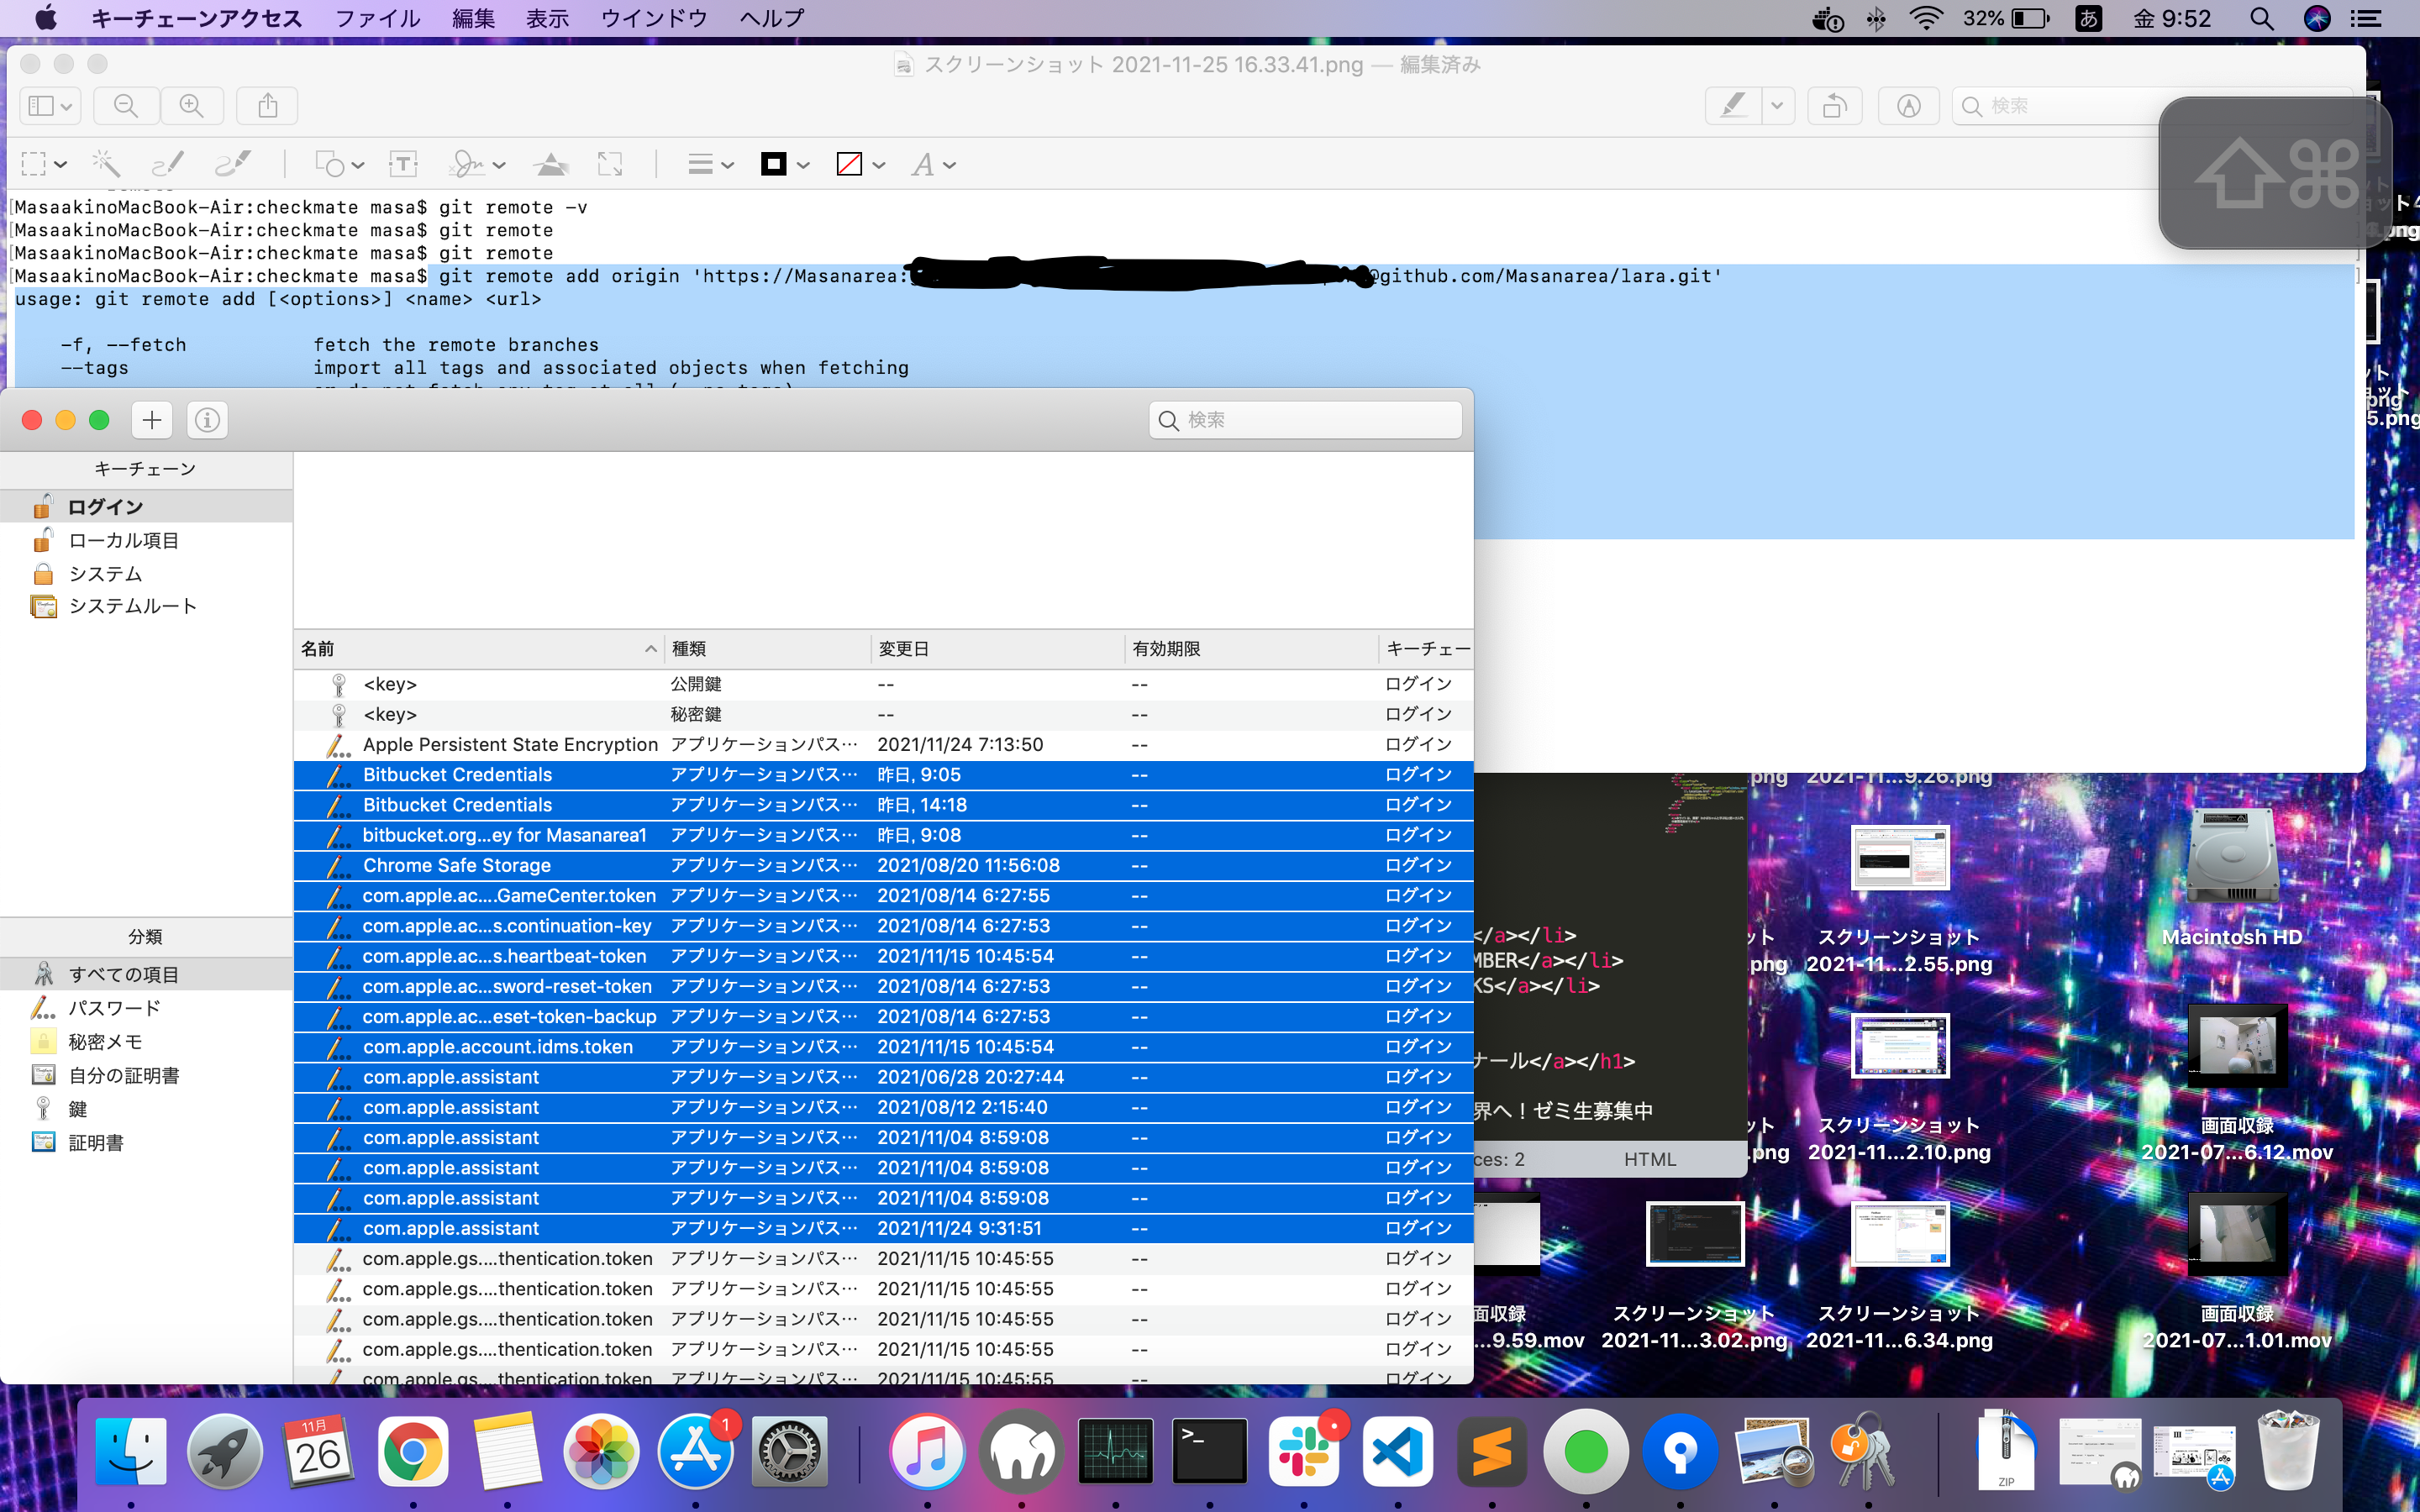 キーチェーンアクセス ファイル 編集 表示 ウインドウ ヘルプ
32% あ 金 9:52
スクリーンショット 2021-11-25 16.33.41.png — 編集済み
検索
[MasaakinoMacBook-Air:checkmate masa$ git remote -v
[MasaakinoMacBook-Air:checkmate masa$ git remote
[MasaakinoMacBook-Air:checkmate masa$ git remote
[MasaakinoMacBook-Air:checkmate masa$ git remote add origin 'https://Masanarea: @github.com/Masanarea/lara.git' ]
usage: git remote add [<options>] <name> <url>
-f, --fetch fetch the remote branches
--tags import all tags and associated objects when fetching
検索
キーチェーン
ログイン
ローカル項目
システム
システムルート
分類
すべての項目
パスワード
秘密メモ
自分の証明書
鍵
証明書
名前 種類 変更日 有効期限 キーチェー
<key> 公開鍵 -- -- ログイン
<key> 秘密鍵 -- -- ログイン
Apple Persistent State Encryption アプリケーションパス… 2021/11/24 7:13:50 -- ログイン
Bitbucket Credentials アプリケーションパス… 昨日, 9:05 -- ログイン
Bitbucket Credentials アプリケーションパス… 昨日, 14:18 -- ログイン
bitbucket.org...ey for Masanarea1 アプリケーションパス… 昨日, 9:08 -- ログイン
Chrome Safe Storage アプリケーションパス… 2021/08/20 11:56:08 -- ログイン
com.apple.ac....GameCenter.token アプリケーションパス… 2021/08/14 6:27:55 -- ログイン
com.apple.ac...s.continuation-key アプリケーションパス… 2021/08/14 6:27:53 -- ログイン
com.apple.ac...s.heartbeat-token アプリケーションパス… 2021/11/15 10:45:54 -- ログイン
com.apple.ac...sword-reset-token アプリケーションパス… 2021/08/14 6:27:53 -- ログイン
com.apple.ac...eset-token-backup アプリケーションパス… 2021/08/14 6:27:53 -- ログイン
com.apple.account.idms.token アプリケーションパス… 2021/11/15 10:45:54 -- ログイン
com.apple.assistant アプリケーションパス… 2021/06/28 20:27:44 -- ログイン
com.apple.assistant アプリケーションパス… 2021/08/12 2:15:40 -- ログイン
com.apple.assistant アプリケーションパス… 2021/11/04 8:59:08 -- ログイン
com.apple.assistant アプリケーションパス… 2021/11/04 8:59:08 -- ログイン
com.apple.assistant アプリケーションパス… 2021/11/04 8:59:08 -- ログイン
com.apple.assistant アプリケーションパス… 2021/11/24 9:31:51 -- ログイン
com.apple.gs....thentication.token アプリケーションパス… 2021/11/15 10:45:55 -- ログイン
com.apple.gs....thentication.token アプリケーションパス… 2021/11/15 10:45:55 -- ログイン
com.apple.gs....thentication.token アプリケーションパス… 2021/11/15 10:45:55 -- ログイン
com.apple.gs....thentication.token アプリケーションパス… 2021/11/15 10:45:55 -- ログイン
com.apple.gs....thentication.token アプリケーションパス… 2021/11/15 10:45:55 -- ログイン
</a></li>
MBER</a></li>
KS</a></li>
ナール</a></h1>
界へ！ゼミ生募集中
ces: 2 HTML
.png 2021-11...9.26.png
スクリーンショット
2021-11...2.55.png
Macintosh HD
スクリーンショット
2021-11...2.10.png
画面収録
2021-07...6.12.mov
面収録
...9.59.mov
スクリーンショット
2021-11...3.02.png
スクリーンショット
2021-11...6.34.png
画面収録
2021-07...1.01.mov
11月
26
1
ZIP